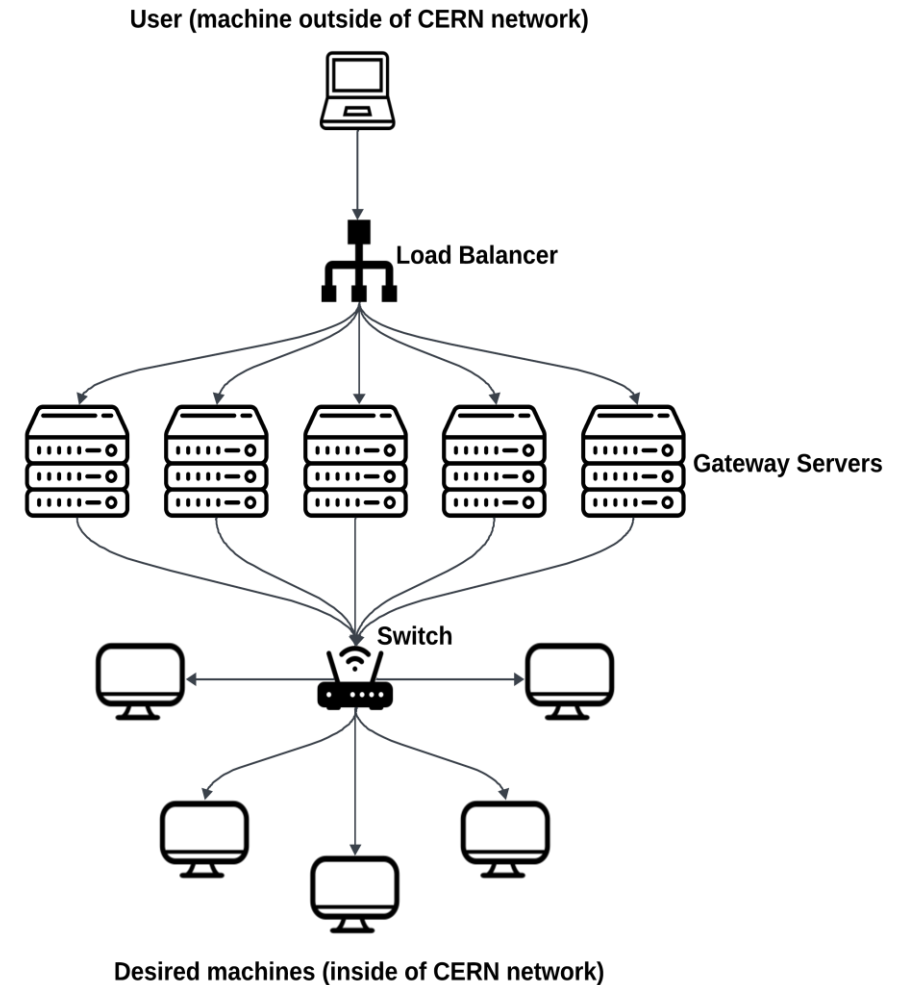 User (machine outside of CERN network)
Load Balancer
Gateway Servers
Switch
Desired machines (inside of CERN network)